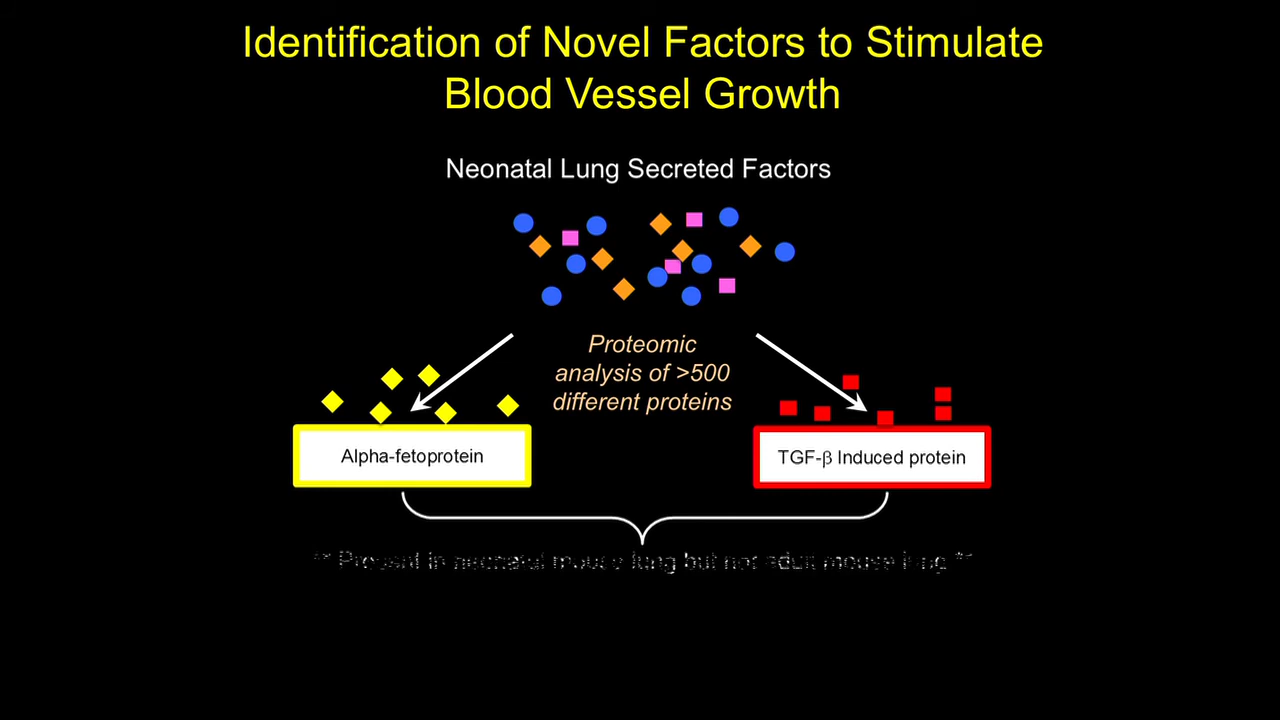 Identification of Novel Factors to Stimulate
Blood Vessel Growth
Neonatal Lung Secreted Factors
Proteomic
analysis of >500
different proteins
Alpha-fetoprotein
TGF-β Induced protein
** Present in neonatal mouse lung but not adult mouse lung **